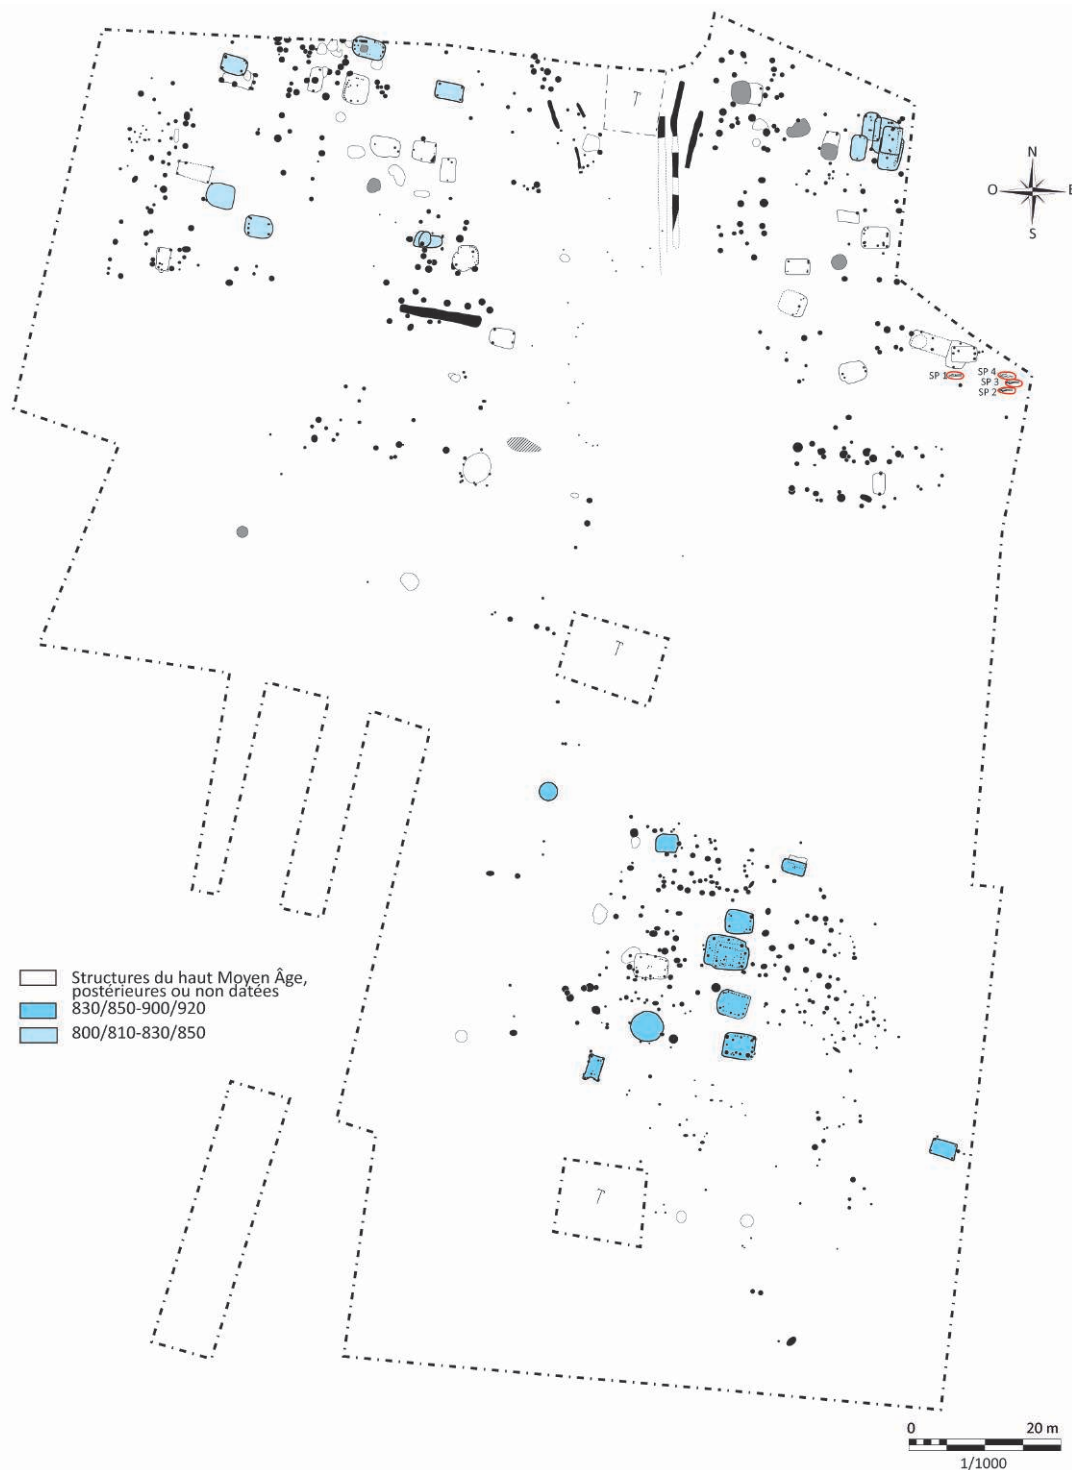 T
N
O
E
S
SP 1
SP 4
SP 3
SP 2
T
Structures du haut Moyen Âge,
postérieures ou non datées
830/850-900/920
800/810-830/850
T
0 20 m
1/1000